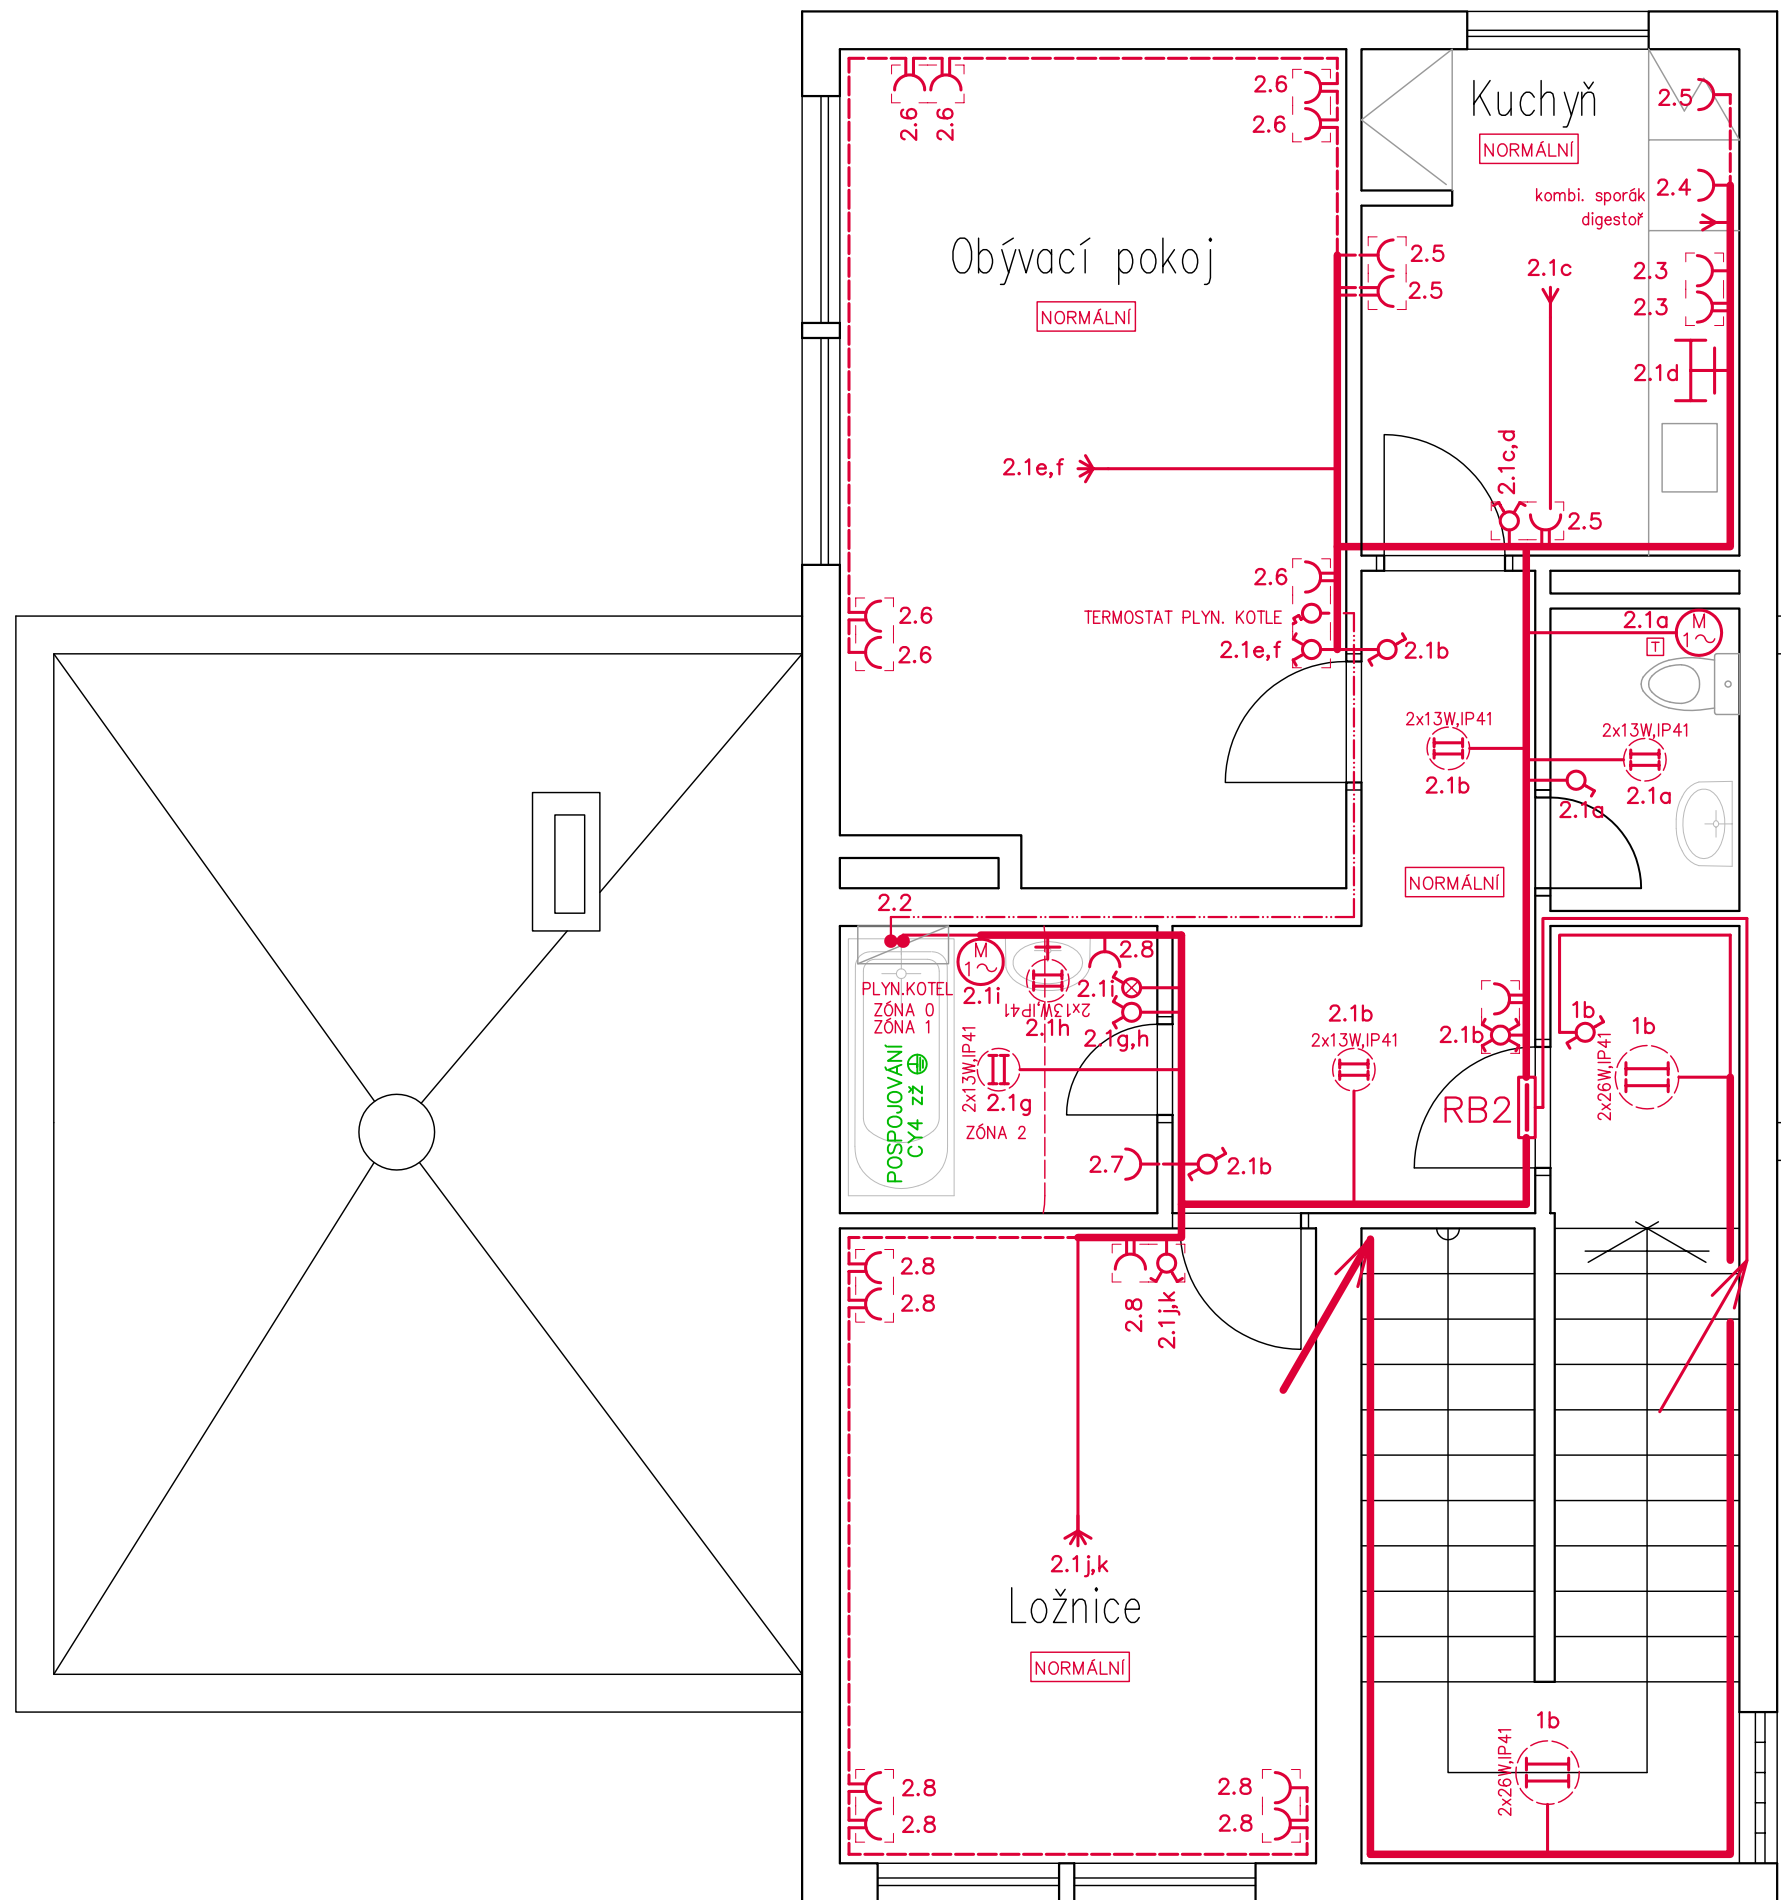 2.6
2.6
2.6
2.6
Kuchyň
NORMÁLNÍ
2.5
kombi. sporák
2.4
digestoř
Obývací pokoj
NORMÁLNÍ
2.5
2.5
2.1c
2.3
2.3
2.1d
2.1e,f
2.1c,d
2.5
2.6
TERMOSTAT PLYN. KOTLE
2.1e,f
2.1b
2.6
2.6
2.1a
M
1~
T
2x13W,IP41
2.1b
2x13W,IP41
2.1a
2.1a
NORMÁLNÍ
2.2
M
1~
2.1i
2.8
2.1i
PLYN.KOTEL
ZÓNA 0
ZÓNA 1
2x13W,IP41
2.1h
2.1g,h
2x13W,IP41
2.1g
ZÓNA 2
POSPOJOVÁNÍ
CY4 zž
2.7
2.1b
2.1b
2x13W,IP41
2.1b
RB2
1b
1b
2x26W,IP41
2.8
2.8
2.8
2.1j,k
2.1j,k
Ložnice
NORMÁLNÍ
2.8
2.8
2.8
2.8
1b
2x26W,IP41